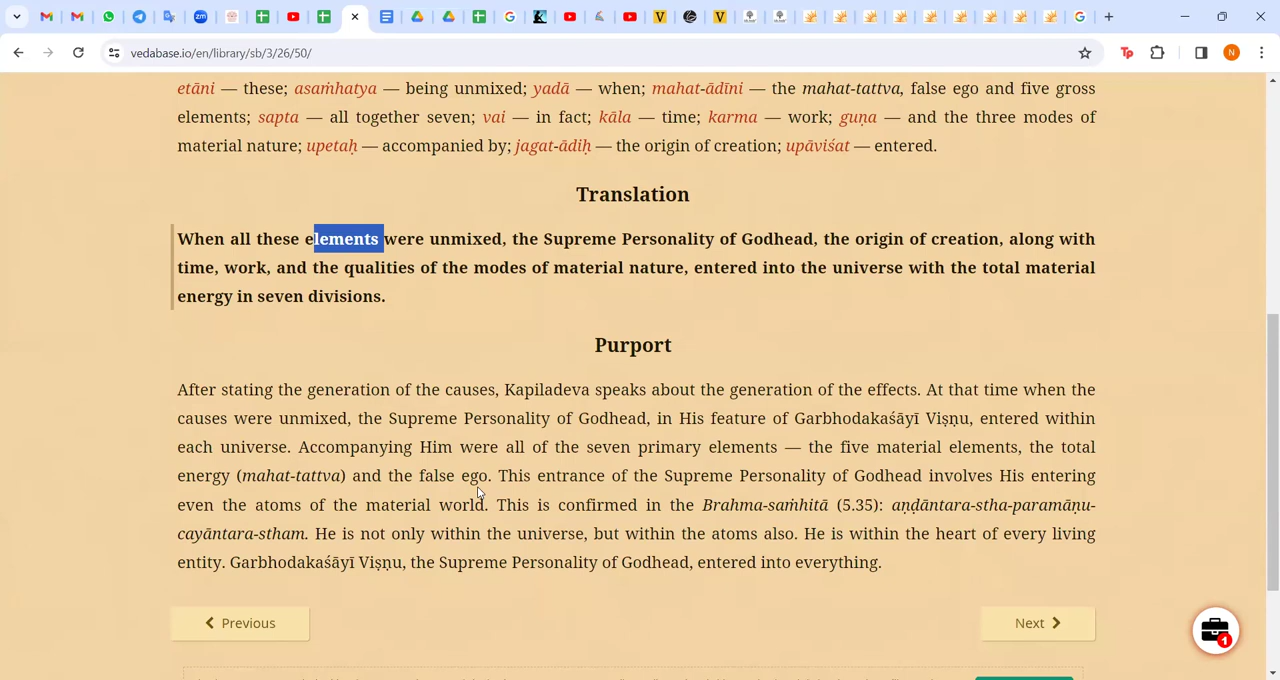 vedabase.io/en/library/sb/3/26/50/
etāni — these; asaṁhatya — being unmixed; yadā — when; mahat-ādīni — the mahat-tattva, false ego and five gross
elements; sapta — all together seven; vai — in fact; kāla — time; karma — work; guṇa — and the three modes of
material nature; upetaḥ — accompanied by; jagat-ādiḥ — the origin of creation; upāviśat — entered.
Translation
When all these elements were unmixed, the Supreme Personality of Godhead, the origin of creation, along with
time, work, and the qualities of the modes of material nature, entered into the universe with the total material
energy in seven divisions.
Purport
After stating the generation of the causes, Kapiladeva speaks about the generation of the effects. At that time when the
causes were unmixed, the Supreme Personality of Godhead, in His feature of Garbhodakaśāyī Viṣṇu, entered within
each universe. Accompanying Him were all of the seven primary elements — the five material elements, the total
energy (mahat-tattva) and the false ego. This entrance of the Supreme Personality of Godhead involves His entering
even the atoms of the material world. This is confirmed in the Brahma-saṁhitā (5.35): aṇḍāntara-stha-paramāṇu-
cayāntara-stham. He is not only within the universe, but within the atoms also. He is within the heart of every living
entity. Garbhodakaśāyī Viṣṇu, the Supreme Personality of Godhead, entered into everything.
Previous
Next
1